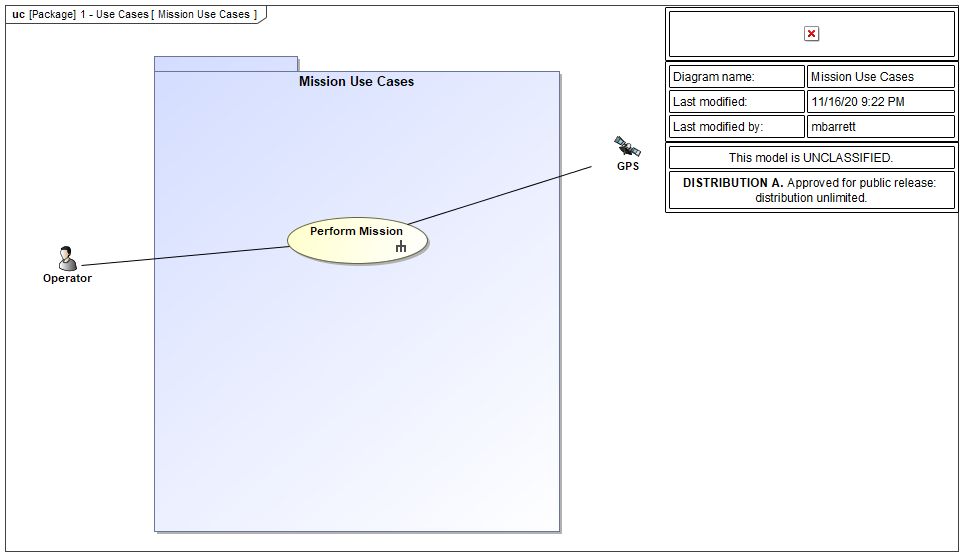 uc [Package] 1 - Use Cases [ Mission Use Cases ]
Mission Use Cases
Perform Mission
Operator
GPS
Diagram name: Mission Use Cases
Last modified: 11/16/20 9:22 PM
Last modified by: mbarrett
This model is UNCLASSIFIED.
DISTRIBUTION A. Approved for public release:
distribution unlimited.